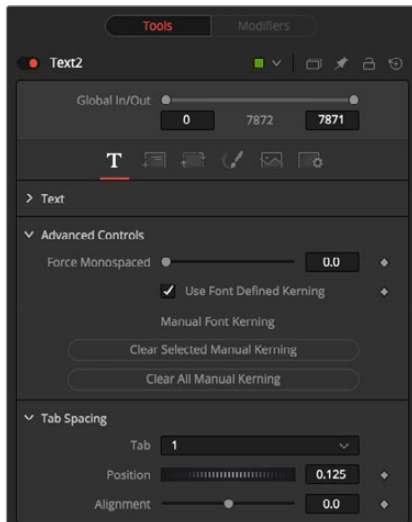 Tools Modifiers
Text2
Global In/Out
0 7872 7871
T
Text
Advanced Controls
Force Monospaced 0.0
Use Font Defined Kerning
Manual Font Kerning
Clear Selected Manual Kerning
Clear All Manual Kerning
Tab Spacing
Tab 1
Position 0.125
Alignment 0.0